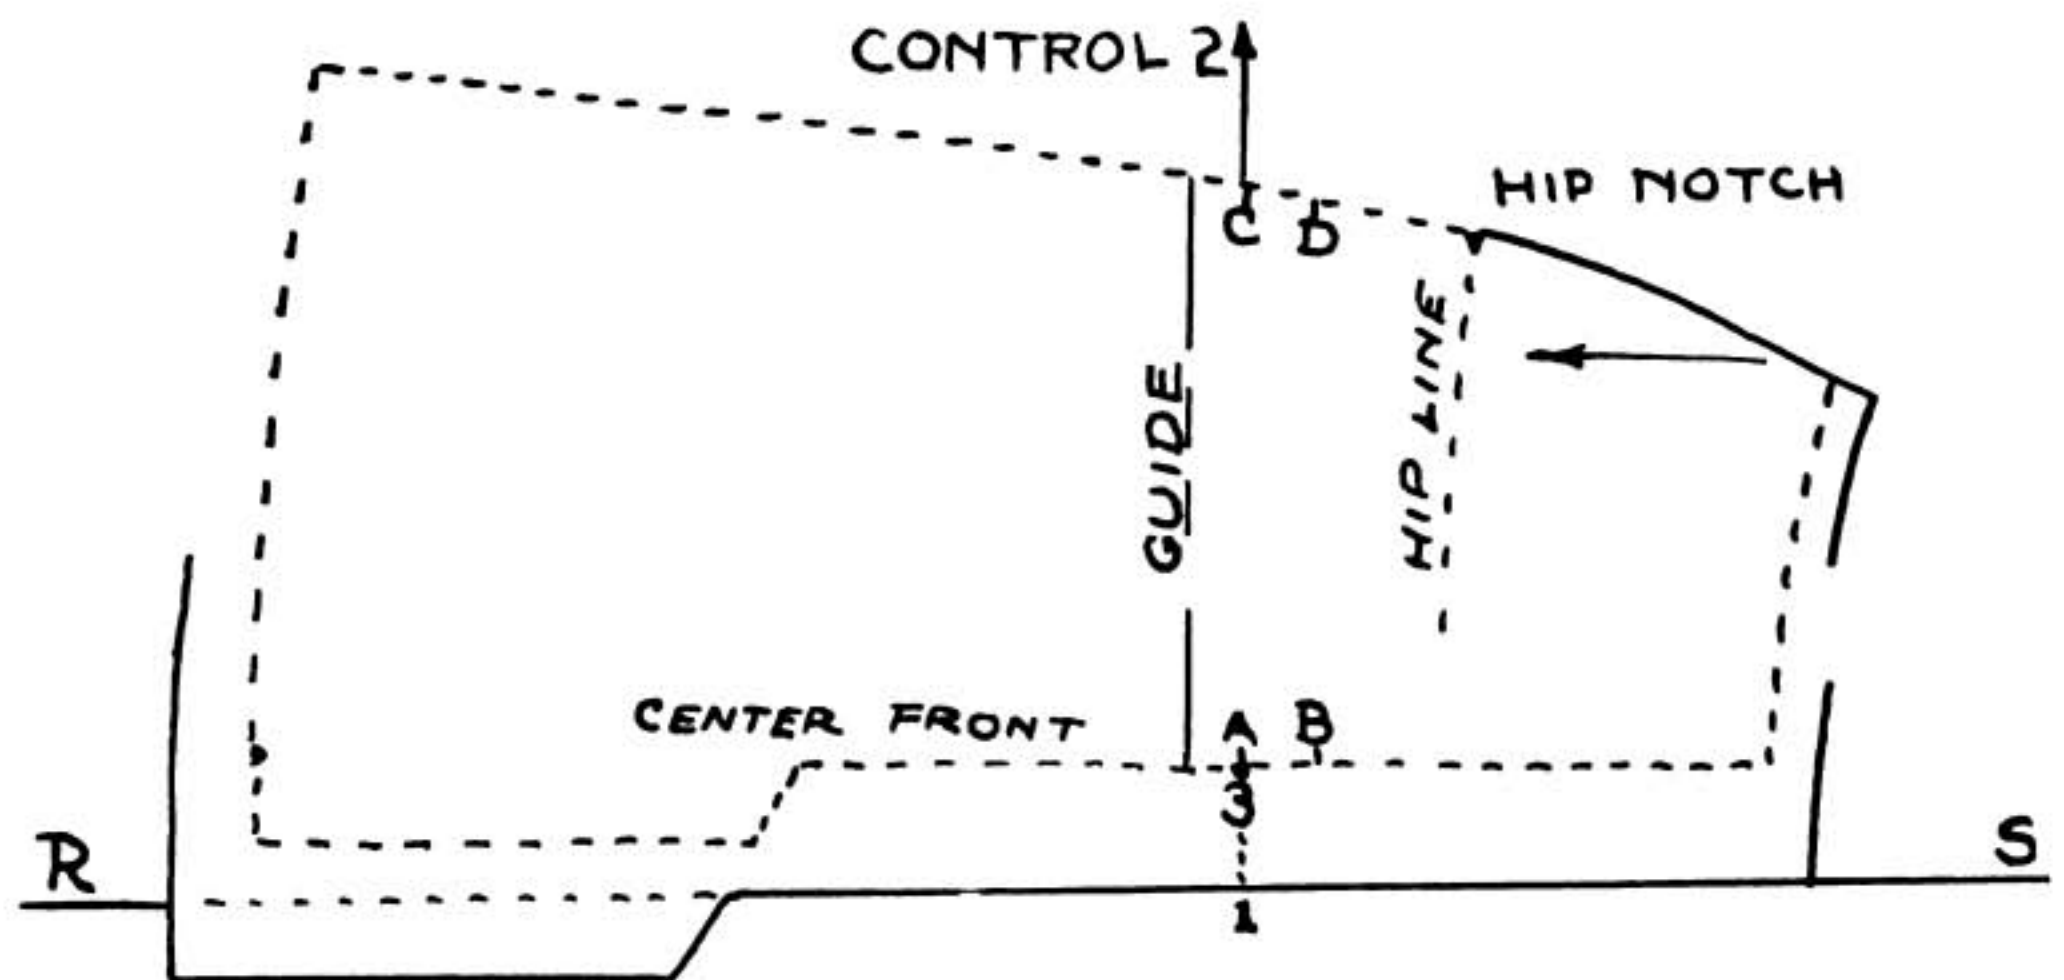 CONTROL 2
HIP NOTCH
C D
HIP LINE
GUIDE
CENTER FRONT
A B
3
R
S
1